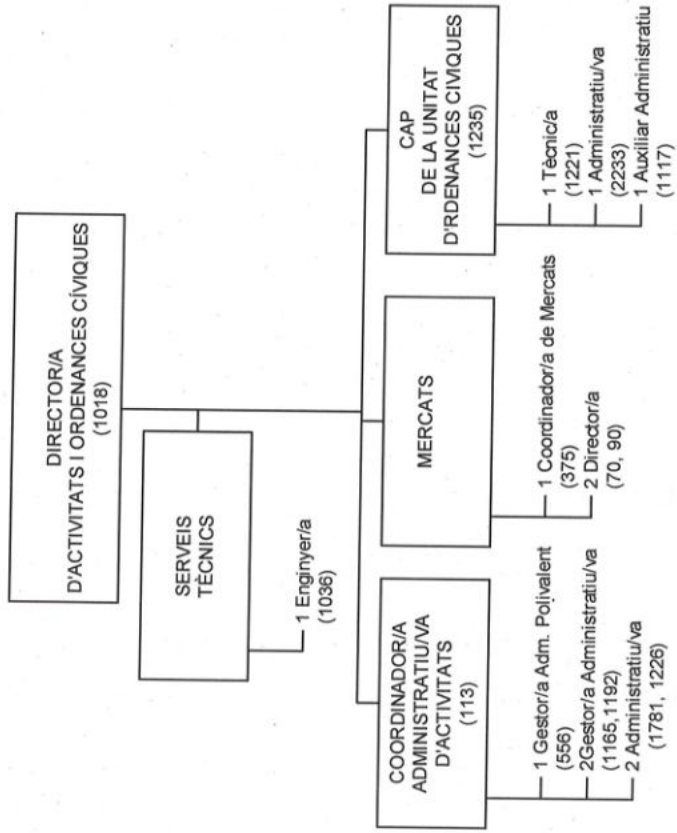 DIRECTOR/A
D'ACTIVITATS I ORDENANCES CÍVIQUES
(1018)
SERVEIS
TÈCNICS
1 Enginyer/a
(1036)
COORDINADOR/A
ADMINISTRATIU/VA
D'ACTIVITATS
(113)
1 Gestor/a Adm. Polivalent
(556)
2Gestor/a Administratiu/va
(1165,1192)
2 Administratiu/va
(1781, 1226)
MERCATS
1 Coordinador/a de Mercats
(375)
2 Director/a
(70, 90)
CAP
DE LA UNITAT
D'RDENANCES CIVIQUES
(1235)
1 Tècnic/a
(1221)
1 Administratiu/va
(2233)
1 Auxiliar Administratiu
(1117)